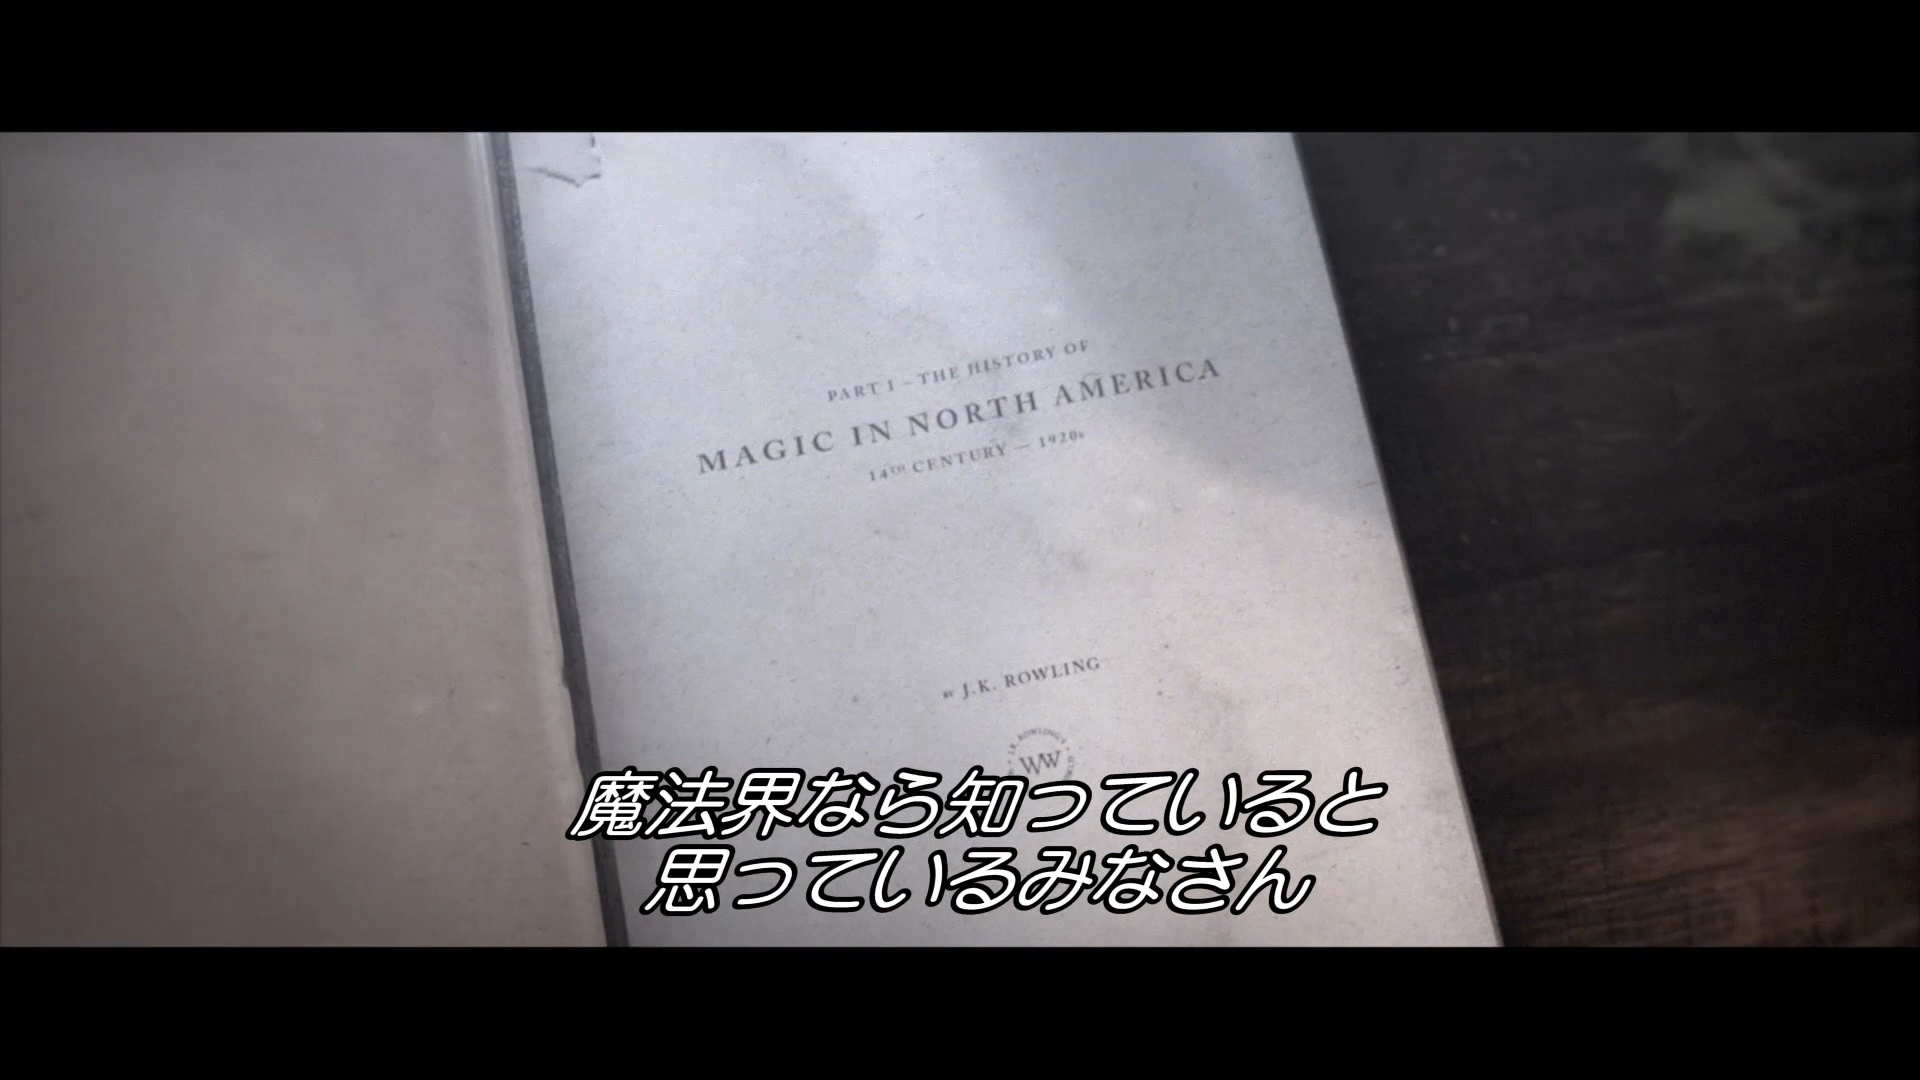 PART I – THE HISTORY OF
MAGIC IN NORTH AMERICA
14TH CENTURY — 1920s
BY J.K. ROWLING
J.K. ROWLING'S
WW
魔法界なら知っていると
思っているみなさん